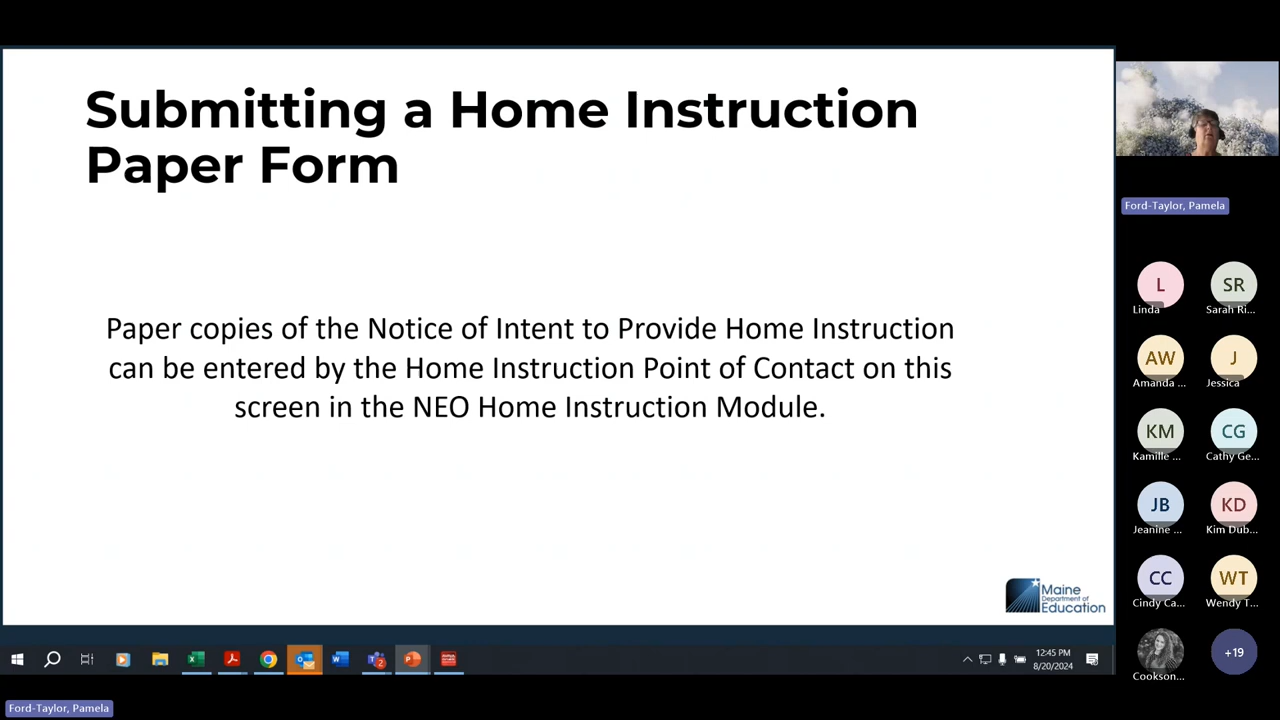 Submitting a Home Instruction
Paper Form
Paper copies of the Notice of Intent to Provide Home Instruction
can be entered by the Home Instruction Point of Contact on this
screen in the NEO Home Instruction Module.
Maine
Department of
Education
Ford-Taylor, Pamela
L
Linda
SR
Sarah Ri...
AW
Amanda ...
J
Jessica
KM
Kamille ...
CG
Cathy Ge...
JB
Jeanine ...
KD
Kim Dub...
CC
Cindy Ca...
WT
Wendy T...
Cookson...
+19
12:45 PM
8/20/2024
Ford-Taylor, Pamela